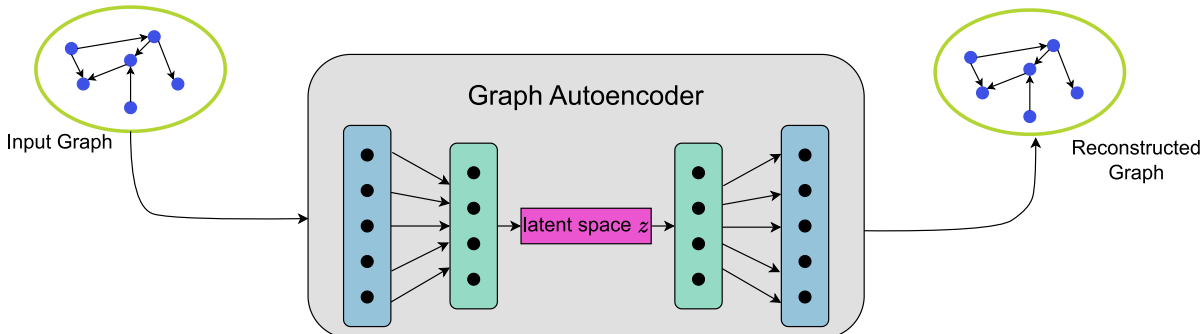 Graph Autoencoder
Input Graph
latent space z
Reconstructed
Graph